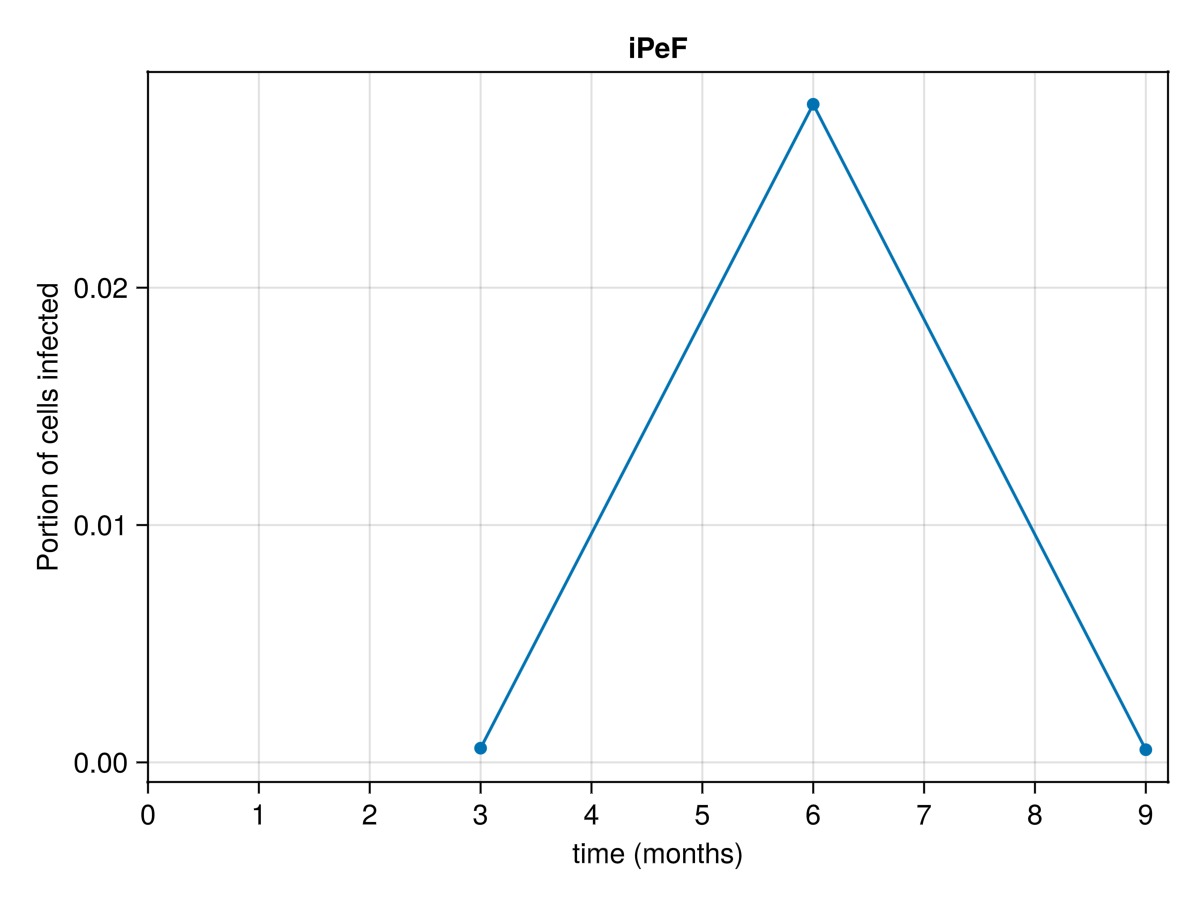 iPeF
Portion of cells infected
0.02
0.01
0.00
0 1 2 3 4 5 6 7 8 9
time (months)